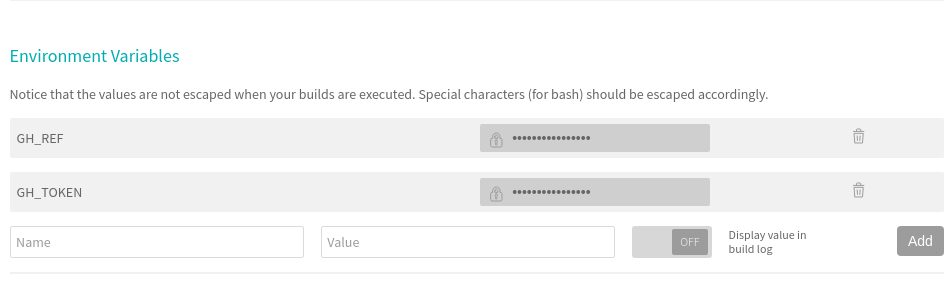 Environment Variables
Notice that the values are not escaped when your builds are executed. Special characters (for bash) should be escaped accordingly.
GH_REF ••••••••••••••••
GH_TOKEN ••••••••••••••••
Name Value OFF Display value in
build log Add